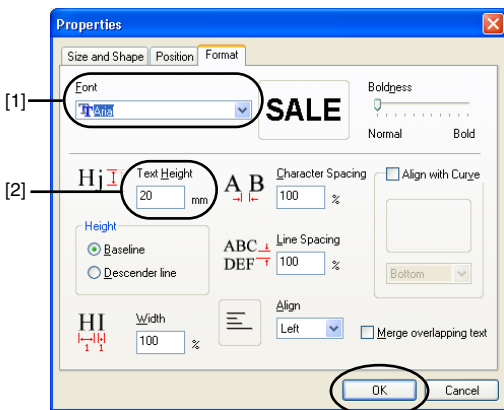 Properties
Size and Shape Position Format
[1]
Font
Arial
SALE
Boldness
Normal Bold
[2]
Hj
Text Height
20 mm
A B
Character Spacing
100 %
Align with Curve
Height
Baseline
Descender line
ABC
DEF
Line Spacing
100 %
Bottom
HI
1 1
Width
100 %
Align
Left
Merge overlapping text
OK Cancel